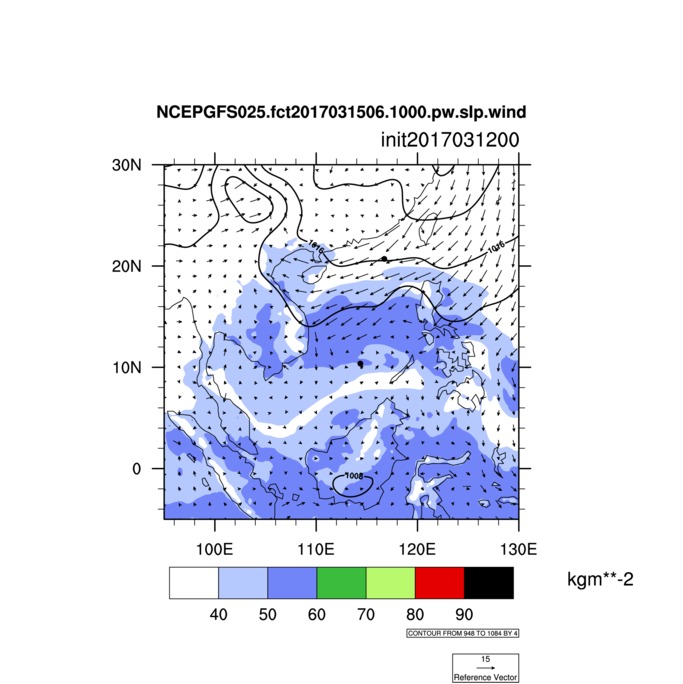 NCEPGFS025.fct2017031506.1000.pw.slp.wind
init2017031200
30N
1016
1016
20N
10N
0
1008
100E 110E 120E 130E
kgm**-2
40 50 60 70 80 90
CONTOUR FROM 948 TO 1084 BY 4
15
Reference Vector